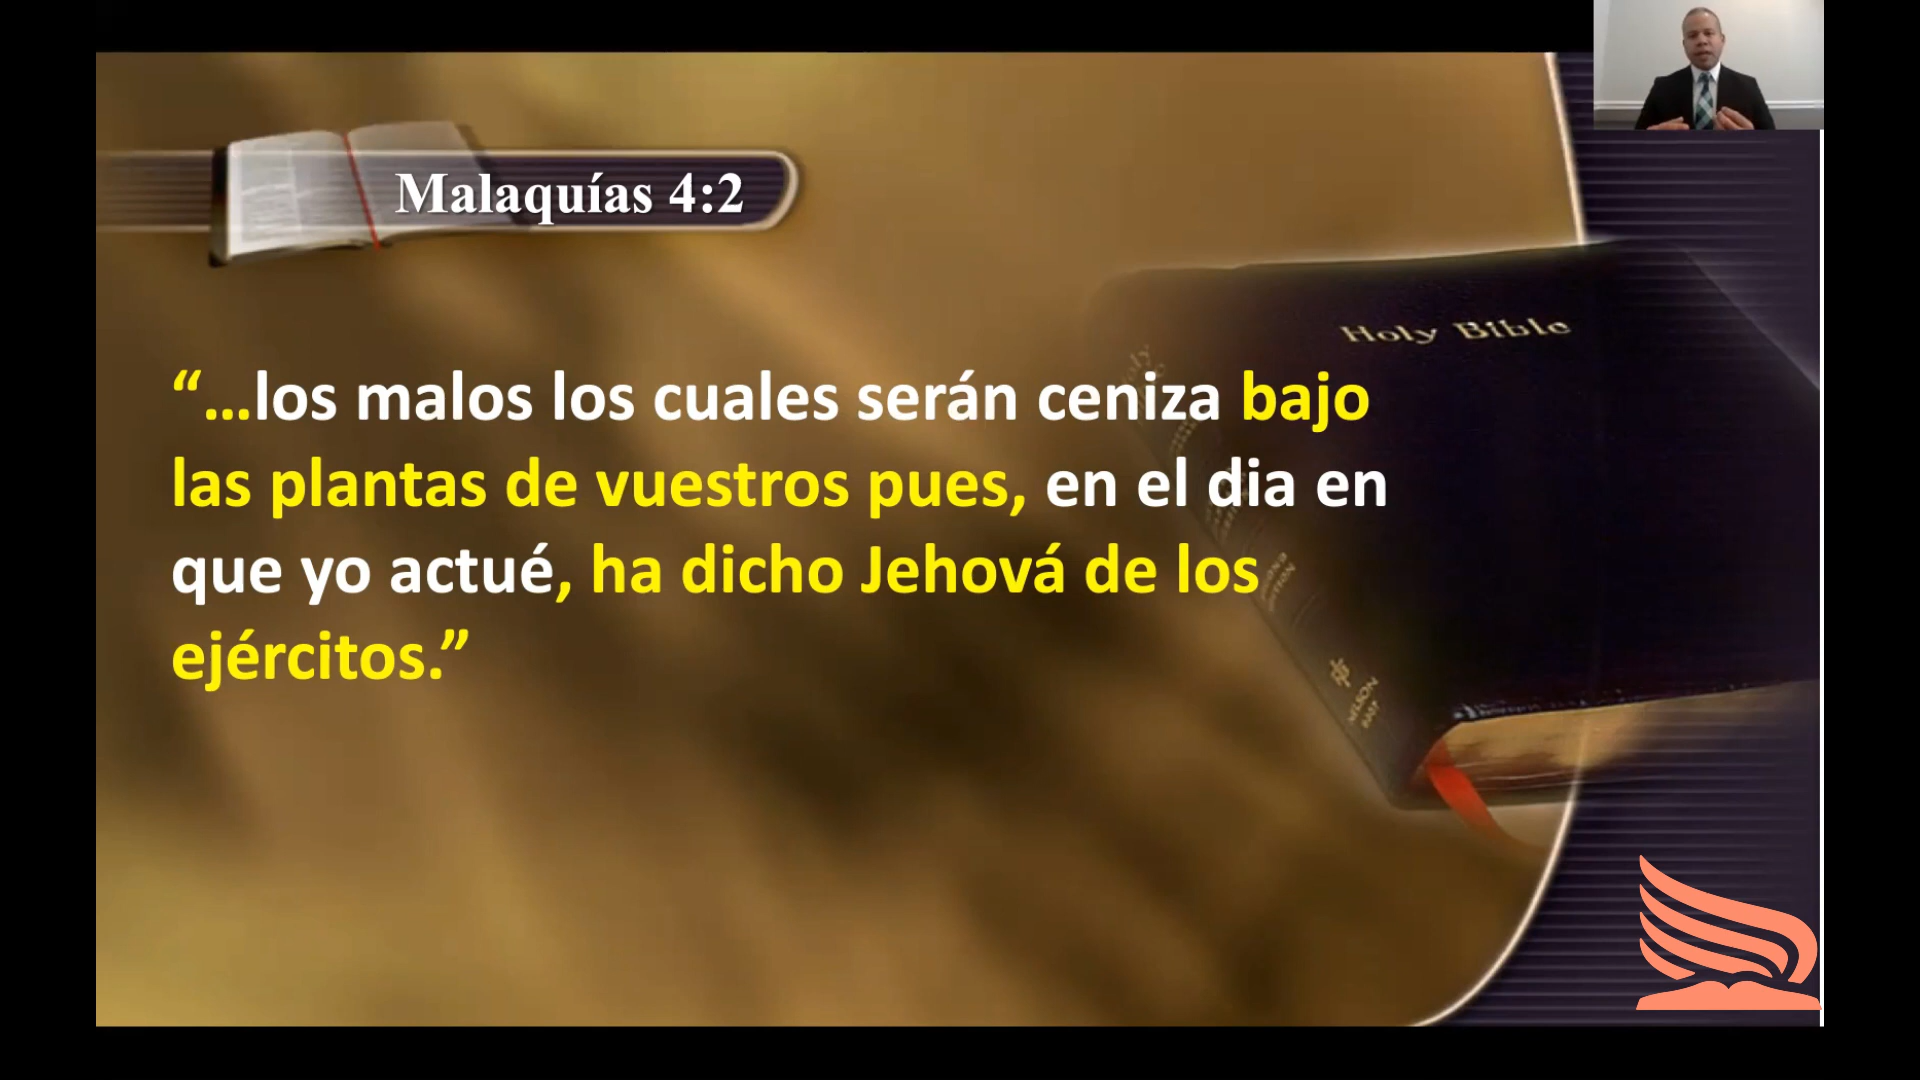 Malaquías 4:2
Holy Bible
“…los malos los cuales serán ceniza bajo
las plantas de vuestros pues, en el dia en
que yo actué, ha dicho Jehová de los
ejércitos.”
NELSON